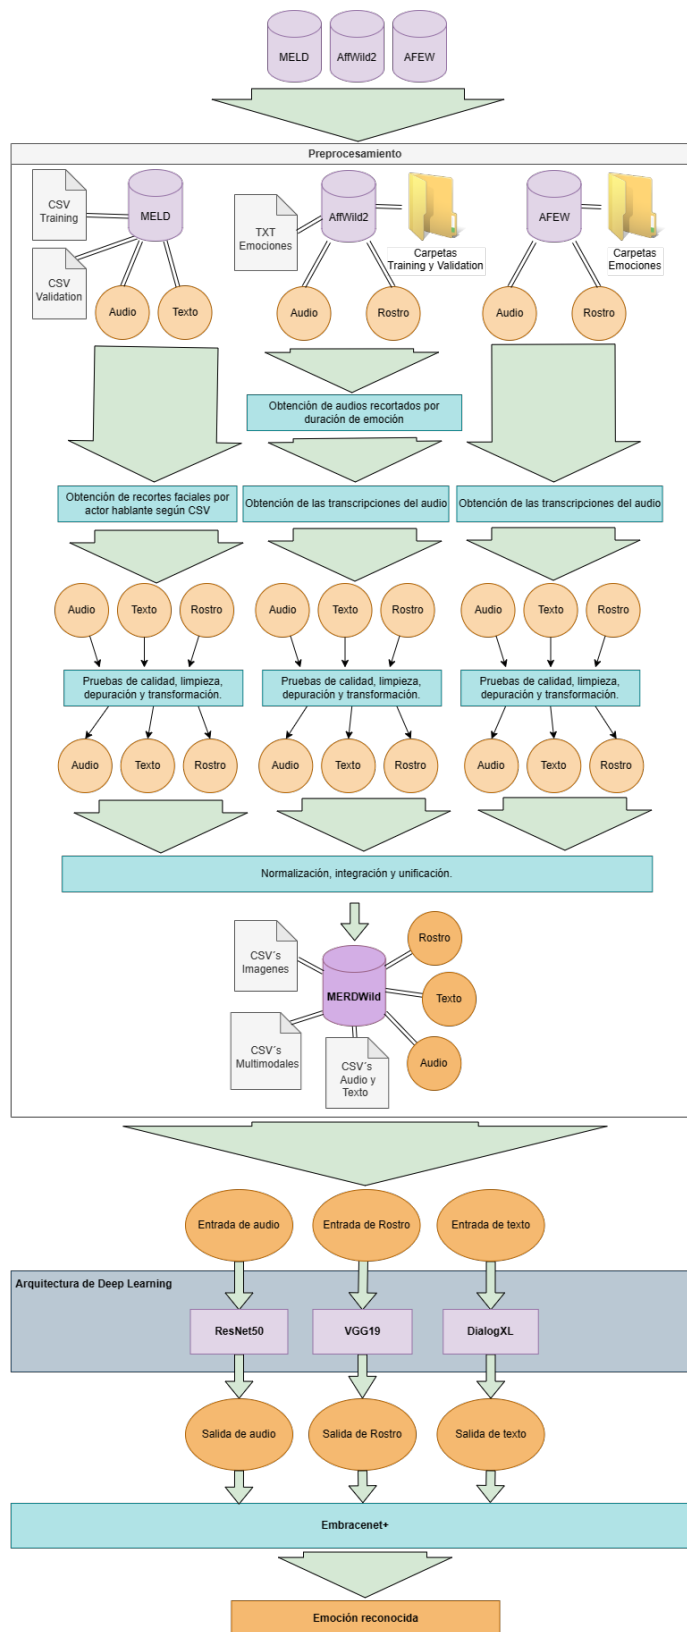 MELD
AffWild2
AFEW
Preprocesamiento
CSV
Training
MELD
CSV
Validation
Audio
Texto
TXT
Emociones
AffWild2
Carpetas
Training y Validation
Audio
Rostro
AFEW
Carpetas
Emociones
Audio
Rostro
Obtención de audios recortados por
duración de emoción
Obtención de recortes faciales por
actor hablante según CSV
Obtención de las transcripciones del audio
Obtención de las transcripciones del audio
Audio
Texto
Rostro
Audio
Texto
Rostro
Audio
Texto
Rostro
Pruebas de calidad, limpieza,
depuración y transformación.
Pruebas de calidad, limpieza,
depuración y transformación.
Pruebas de calidad, limpieza,
depuración y transformación.
Audio
Texto
Rostro
Audio
Texto
Rostro
Audio
Texto
Rostro
Normalización, integración y unificación.
CSV´s
Imagenes
MERDWild
Rostro
Texto
CSV´s
Multimodales
CSV´s
Audio y
Texto
Audio
Entrada de audio
Entrada de Rostro
Entrada de texto
Arquitectura de Deep Learning
ResNet50
VGG19
DialogXL
Salida de audio
Salida de Rostro
Salida de texto
Embracenet+
Emoción reconocida